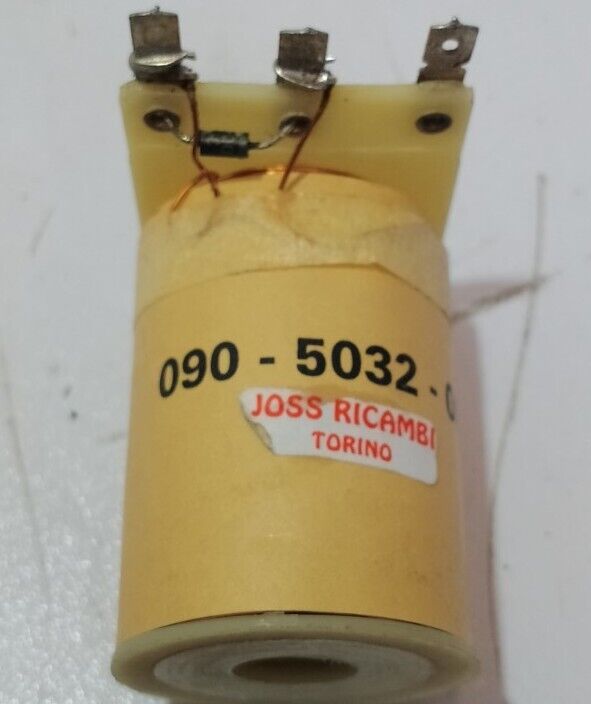 090 - 5032 -
JOSS RICAMBI
TORINO